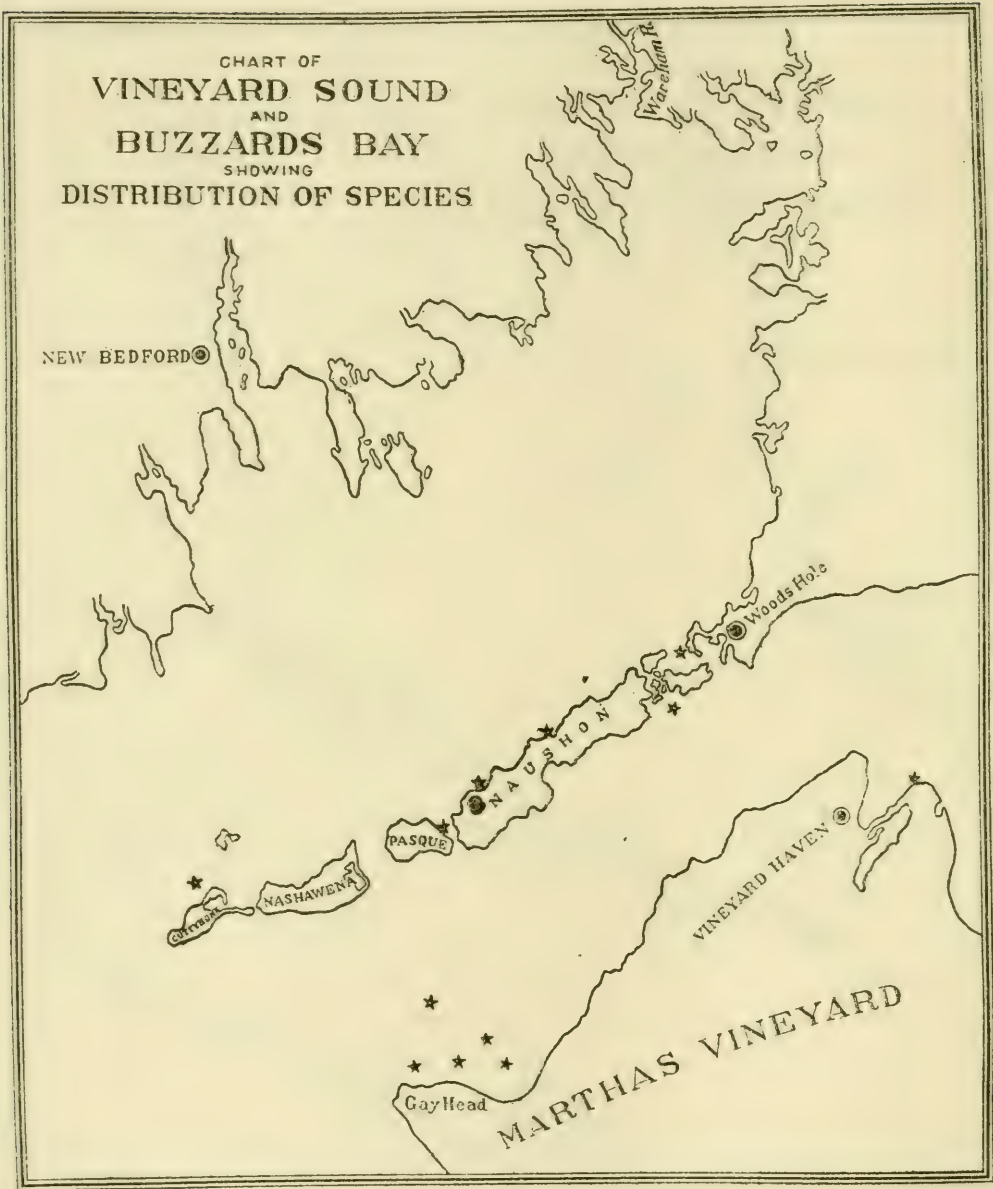 CHART OF
VINEYARD SOUND
AND
BUZZARDS BAY
SHOWING
DISTRIBUTION OF SPECIES
Wareham R.
NEW BEDFORD
Woods Hole
NAUSHON
PASQUE
NASHAWENA
CUTTYHUNK
VINEYARD HAVEN
MARTHAS VINEYARD
Gay Head